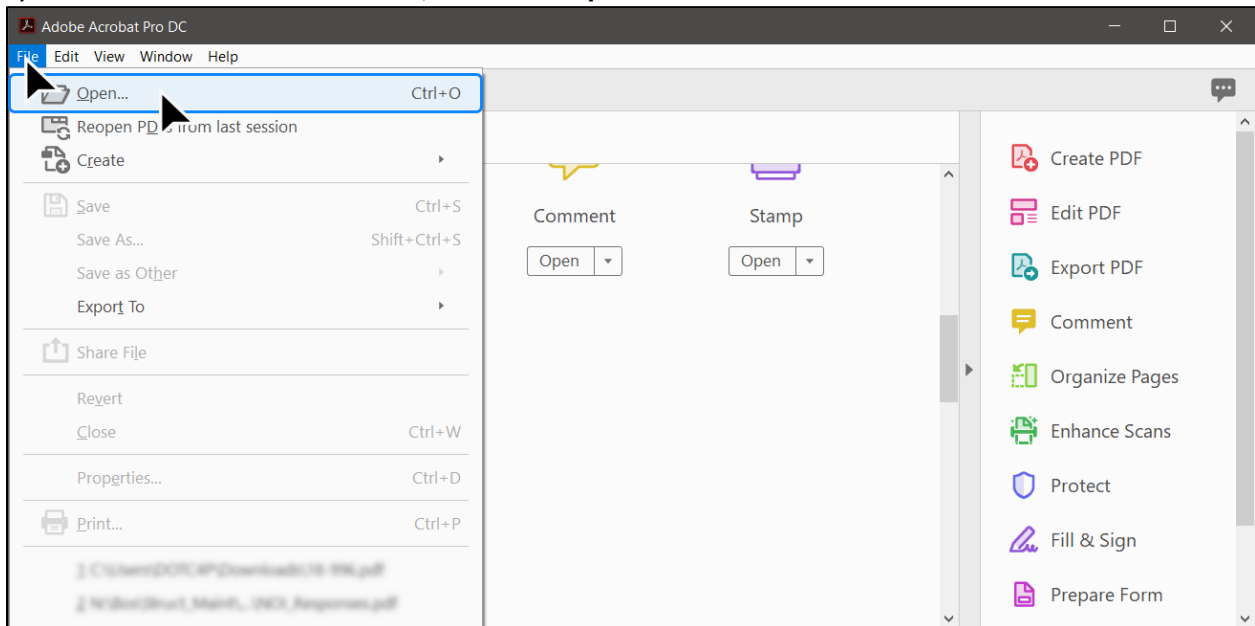 Adobe Acrobat Pro DC
File Edit View Window Help
Open... Ctrl+O
Reopen PDFs from last session
Create
Save Ctrl+S
Save As... Shift+Ctrl+S
Save as Other
Export To
Share File
Revert
Close Ctrl+W
Properties... Ctrl+D
Print... Ctrl+P
Comment Stamp
Open Open
Create PDF
Edit PDF
Export PDF
Comment
Organize Pages
Enhance Scans
Protect
Fill & Sign
Prepare Form